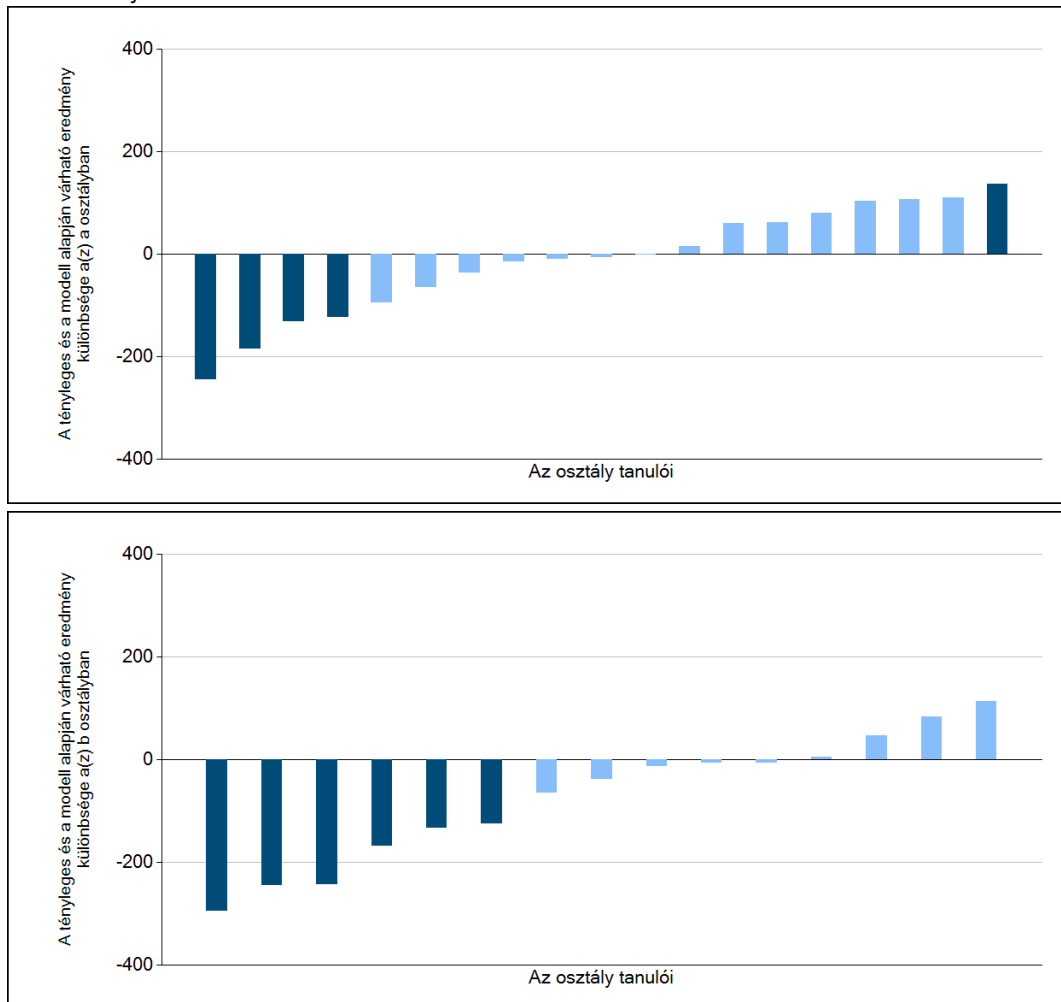 400
200
0
-200
-400
A tényleges és a modell alapján várható eredmény
különbsége a(z) a osztályban
Az osztály tanulói
400
200
0
-200
-400
A tényleges és a modell alapján várható eredmény
különbsége a(z) b osztályban
Az osztály tanulói